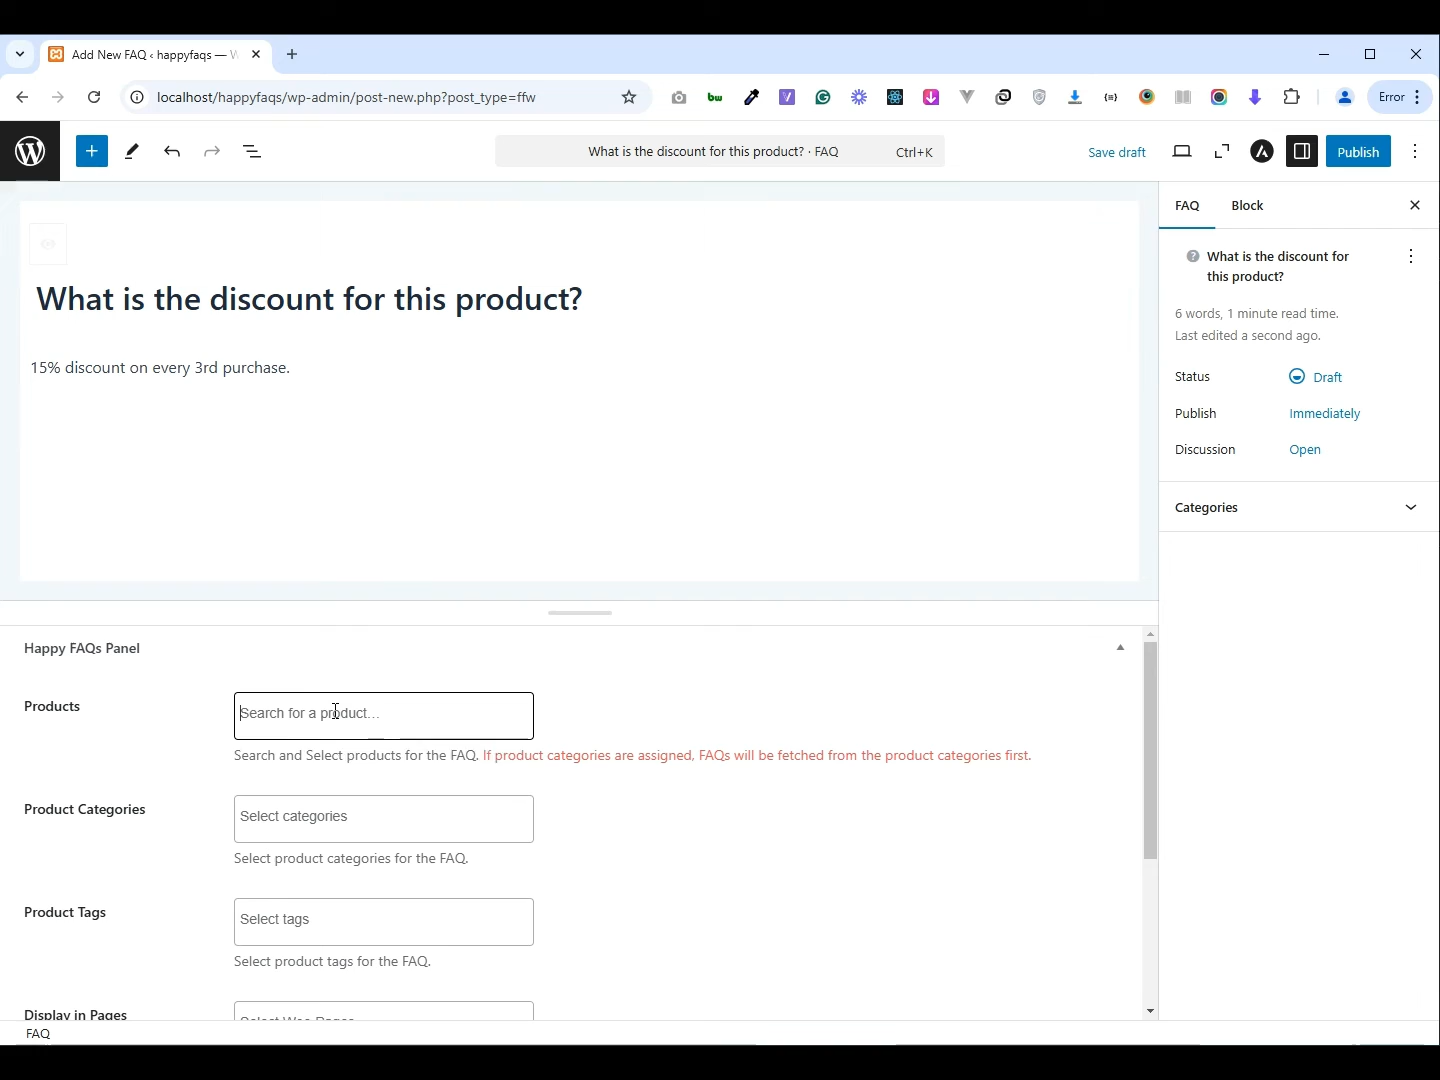 Add New FAQ ‹ happyfaqs —
localhost/happyfaqs/wp-admin/post-new.php?post_type=ffw
Error
What is the discount for this product? · FAQ
Ctrl+K
Save draft
Publish
FAQ
Block
What is the discount for this product?
15% discount on every 3rd purchase.
What is the discount for
this product?
6 words, 1 minute read time.
Last edited a second ago.
Status
Draft
Publish
Immediately
Discussion
Open
Categories
Happy FAQs Panel
Products
Search for a product…
Search and Select products for the FAQ. If product categories are assigned, FAQs will be fetched from the product categories first.
Product Categories
Select categories
Select product categories for the FAQ.
Product Tags
Select tags
Select product tags for the FAQ.
Display in Pages
FAQ